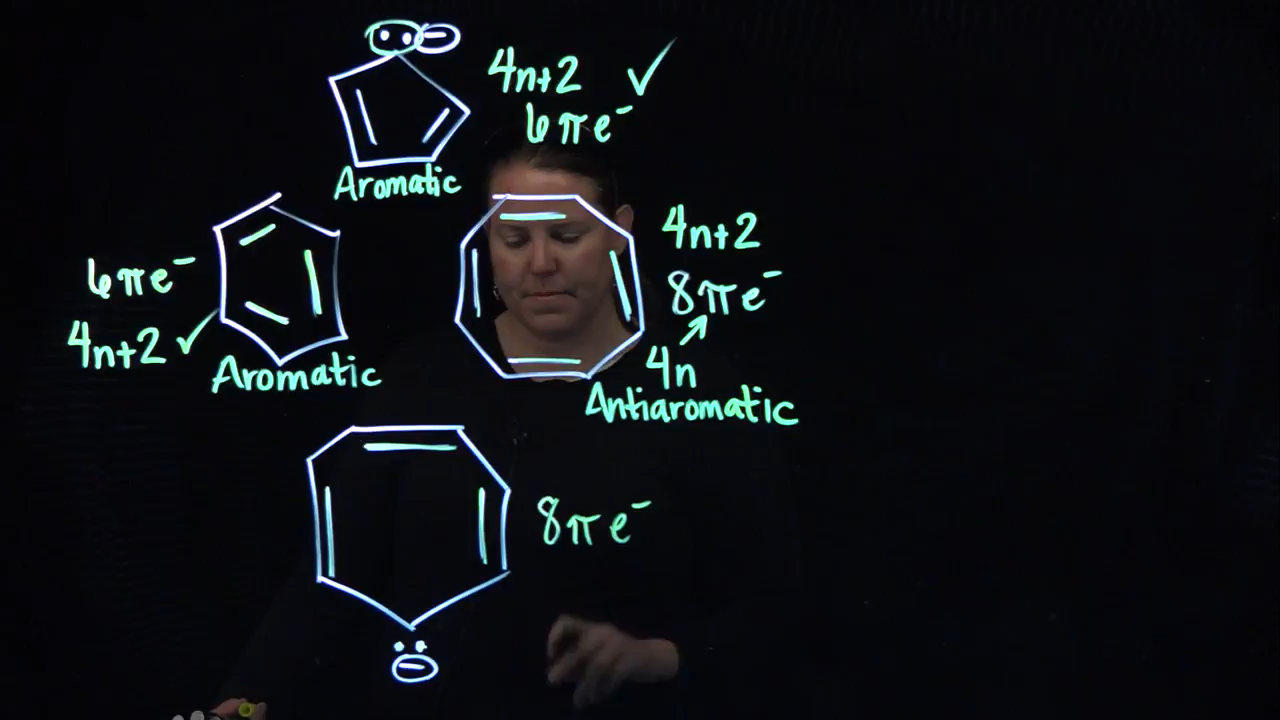 4n+2 ✓
6πe⁻
Aromatic
6πe⁻
4n+2 ✓
Aromatic
4n+2
8πe⁻
4n
Antiaromatic
8πe⁻